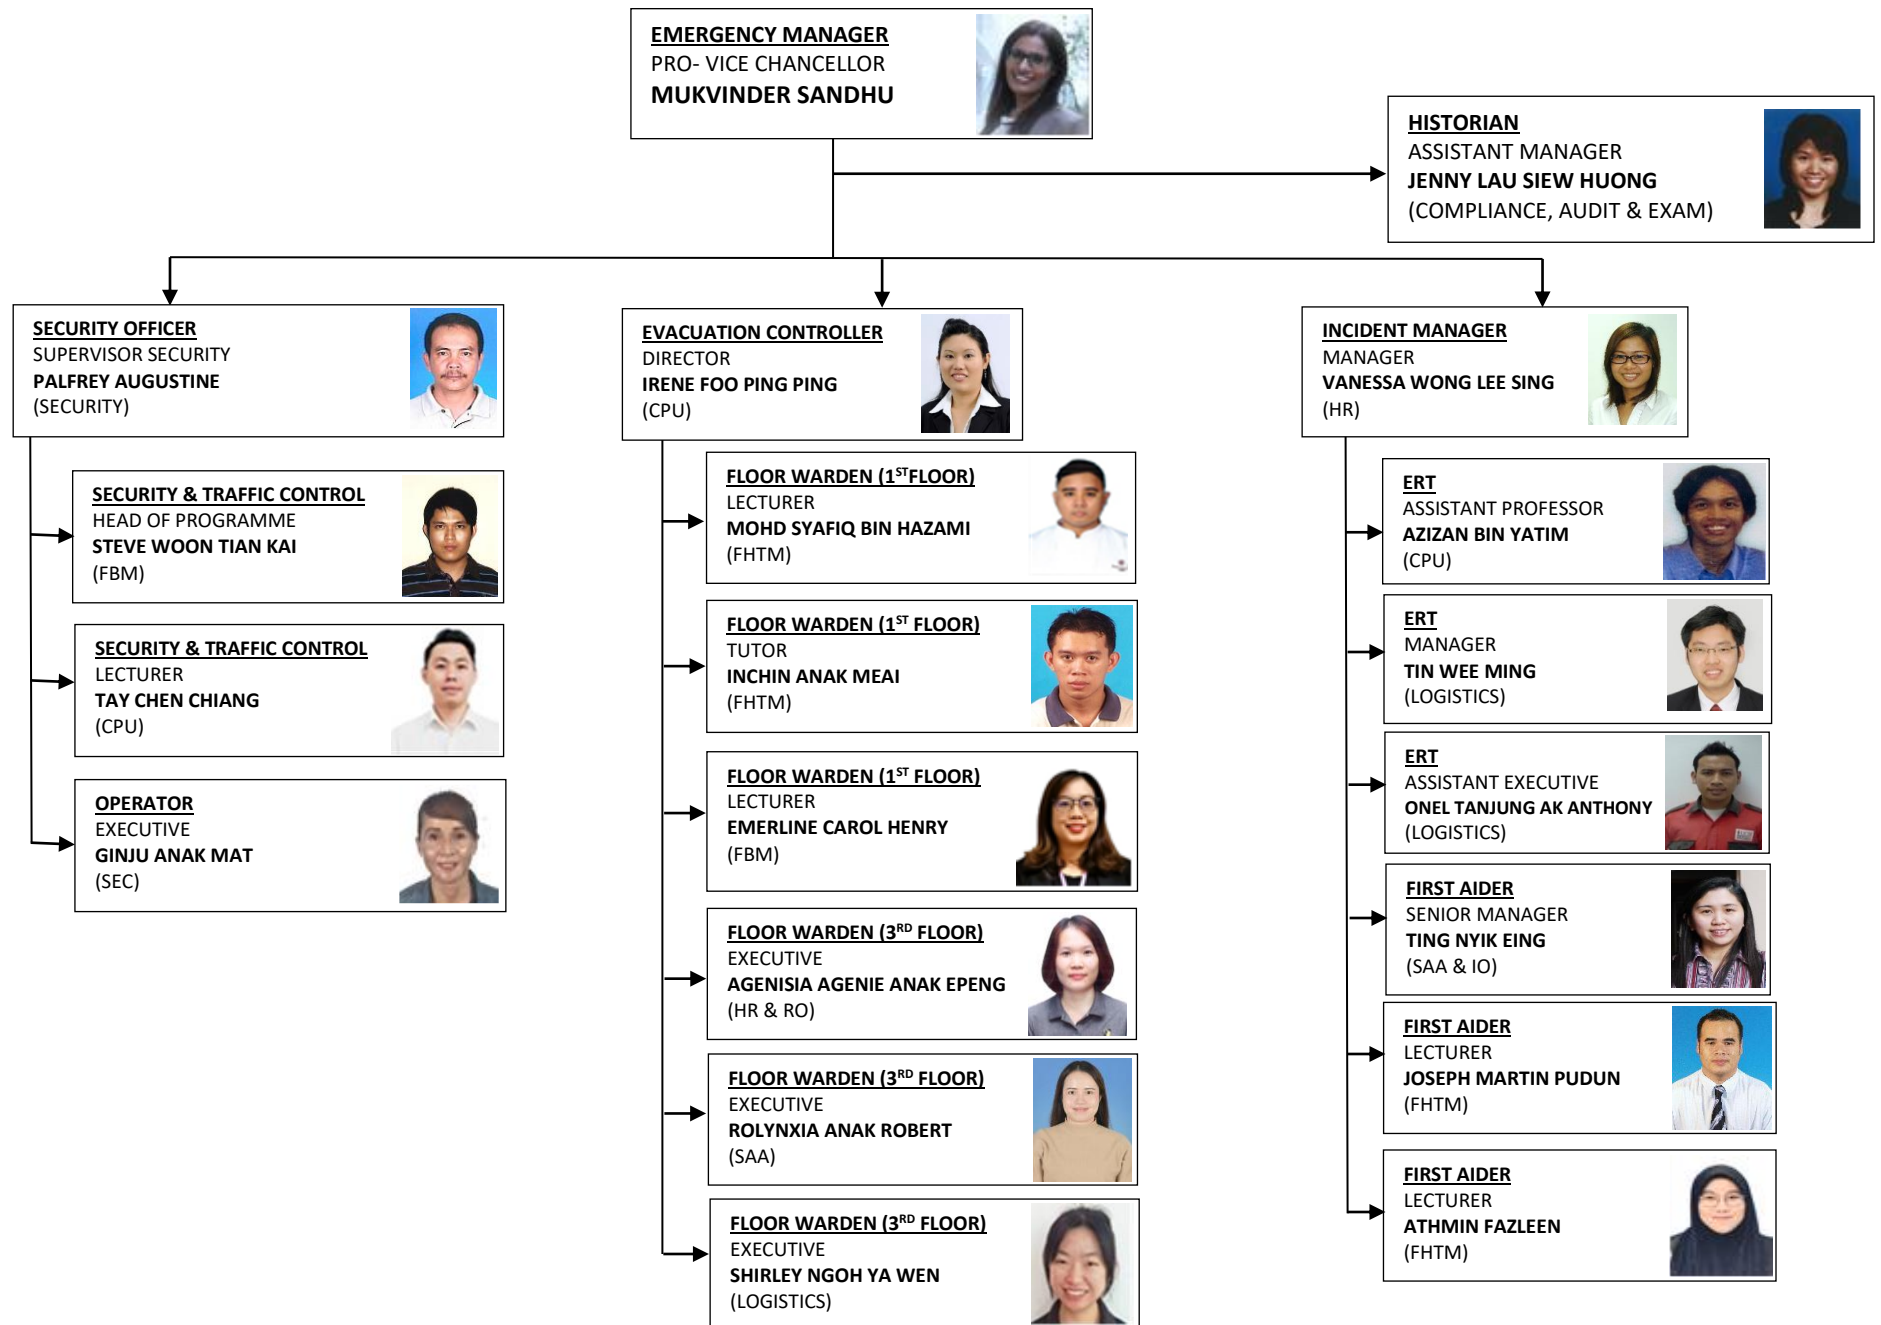 EMERGENCY MANAGER
PRO- VICE CHANCELLOR
MUKVINDER SANDHU
HISTORIAN
ASSISTANT MANAGER
JENNY LAU SIEW HUONG
(COMPLIANCE, AUDIT & EXAM)
SECURITY OFFICER
SUPERVISOR SECURITY
PALFREY AUGUSTINE
(SECURITY)
SECURITY & TRAFFIC CONTROL
HEAD OF PROGRAMME
STEVE WOON TIAN KAI
(FBM)
SECURITY & TRAFFIC CONTROL
LECTURER
TAY CHEN CHIANG
(CPU)
OPERATOR
EXECUTIVE
GINJU ANAK MAT
(SEC)
EVACUATION CONTROLLER
DIRECTOR
IRENE FOO PING PING
(CPU)
FLOOR WARDEN (1STFLOOR)
LECTURER
MOHD SYAFIQ BIN HAZAMI
(FHTM)
FLOOR WARDEN (1ST FLOOR)
TUTOR
INCHIN ANAK MEAI
(FHTM)
FLOOR WARDEN (1ST FLOOR)
LECTURER
EMERLINE CAROL HENRY
(FBM)
FLOOR WARDEN (3RD FLOOR)
EXECUTIVE
AGENISIA AGENIE ANAK EPENG
(HR & RO)
FLOOR WARDEN (3RD FLOOR)
EXECUTIVE
ROLYNXIA ANAK ROBERT
(SAA)
FLOOR WARDEN (3RD FLOOR)
EXECUTIVE
SHIRLEY NGOH YA WEN
(LOGISTICS)
INCIDENT MANAGER
MANAGER
VANESSA WONG LEE SING
(HR)
ERT
ASSISTANT PROFESSOR
AZIZAN BIN YATIM
(CPU)
ERT
MANAGER
TIN WEE MING
(LOGISTICS)
ERT
ASSISTANT EXECUTIVE
ONEL TANJUNG AK ANTHONY
(LOGISTICS)
FIRST AIDER
SENIOR MANAGER
TING NYIK EING
(SAA & IO)
FIRST AIDER
LECTURER
JOSEPH MARTIN PUDUN
(FHTM)
FIRST AIDER
LECTURER
ATHMIN FAZLEEN
(FHTM)